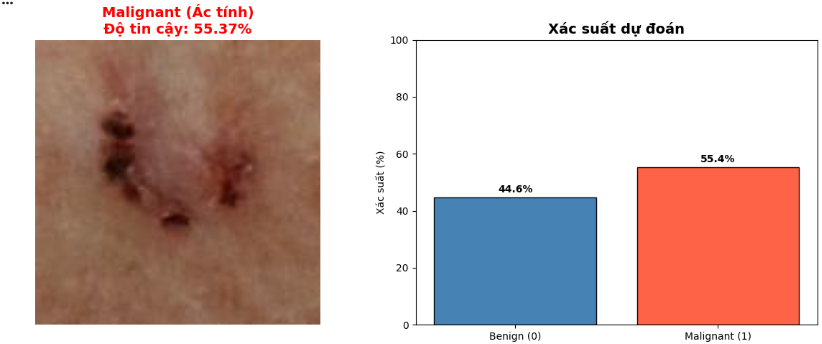 ...
Malignant (Ác tính)
Độ tin cậy: 55.37%
Xác suất dự đoán
Xác suất (%)
100
80
60
40
20
0
44.6%
55.4%
Benign (0)
Malignant (1)